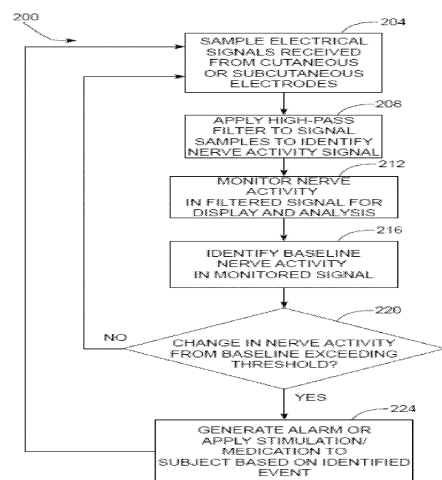 200
204
SAMPLE ELECTRICAL
SIGNALS RECEIVED
FROM CUTANEOUS
OR SUBCUTANEOUS
ELECTRODES
208
APPLY HIGH-PASS
FILTER TO SIGNAL
SAMPLES TO IDENTIFY
NERVE ACTIVITY SIGNAL
212
MONITOR NERVE
ACTIVITY
IN FILTERED SIGNAL FOR
DISPLAY AND ANALYSIS
216
IDENTIFY BASELINE
NERVE ACTIVITY
IN MONITORED SIGNAL
220
NO
CHANGE IN NERVE ACTIVITY
FROM BASELINE EXCEEDING
THRESHOLD?
YES
224
GENERATE ALARM OR
APPLY STIMULATION/
MEDICATION TO
SUBJECT BASED ON IDENTIFIED
EVENT